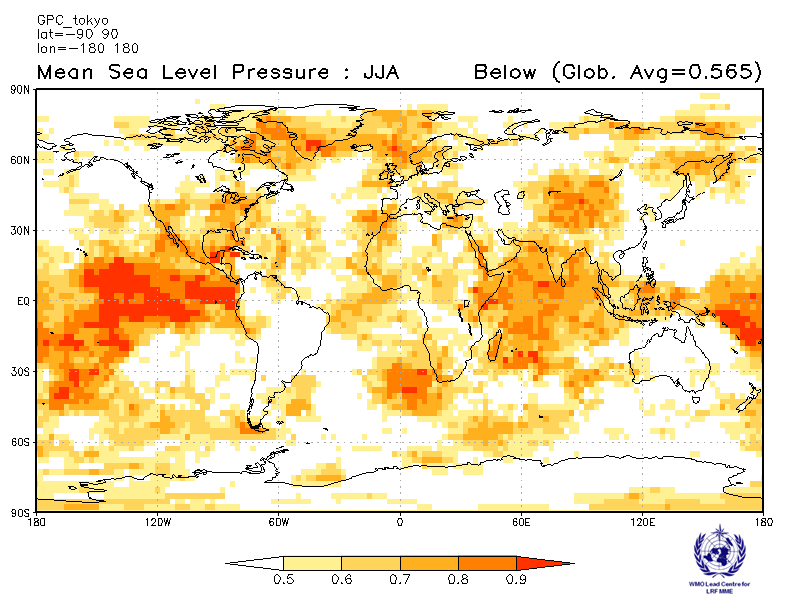 GPC_tokyo
lat=−90 90
lon=−180 180
Mean Sea Level Pressure : JJA Below (Glob. Avg=0.565)
90N
60N
30N
EQ
30S
60S
90S
180 120W 60W 0 60E 120E 180
0.5 0.6 0.7 0.8 0.9
WMO Lead Centre for
LRF MME